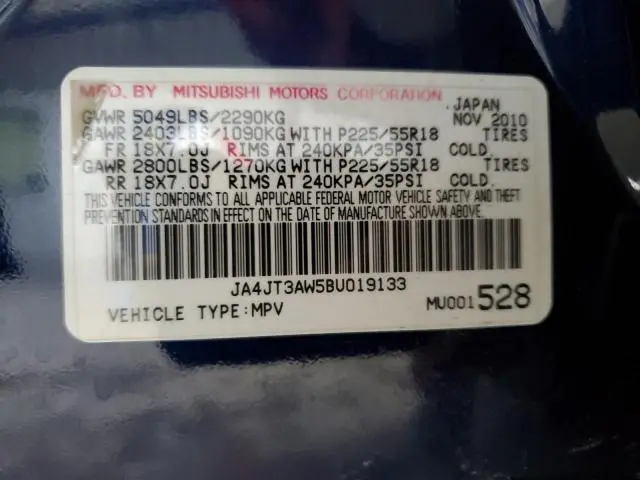 MFD. BY MITSUBISHI MOTORS CORPORATION JAPAN
GVWR 5049LBS/2290KG NOV 2010
GAWR 2403LBS/1090KG WITH P225/55R18 TIRES
FR 18X7.0J RIMS AT 240KPA/35PSI COLD.
GAWR 2800LBS/1270KG WITH P225/55R18 TIRES
RR 18X7.0J RIMS AT 240KPA/35PSI COLD.
THIS VEHICLE CONFORMS TO ALL APPLICABLE FEDERAL MOTOR VEHICLE SAFETY AND THEFT
PREVENTION STANDARDS IN EFFECT ON THE DATE OF MANUFACTURE SHOWN ABOVE.
JA4JT3AW5BU019133
VEHICLE TYPE:MPV MU001528